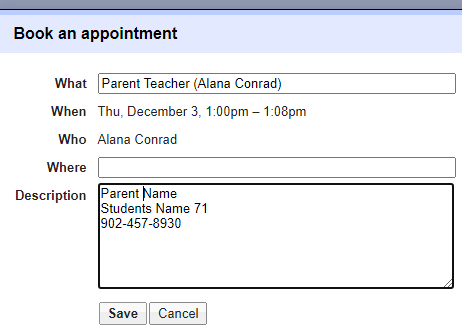 Book an appointment
What Parent Teacher (Alana Conrad)
When Thu, December 3, 1:00pm – 1:08pm
Who Alana Conrad
Where
Description Parent Name
Students Name 71
902-457-8930
Save Cancel